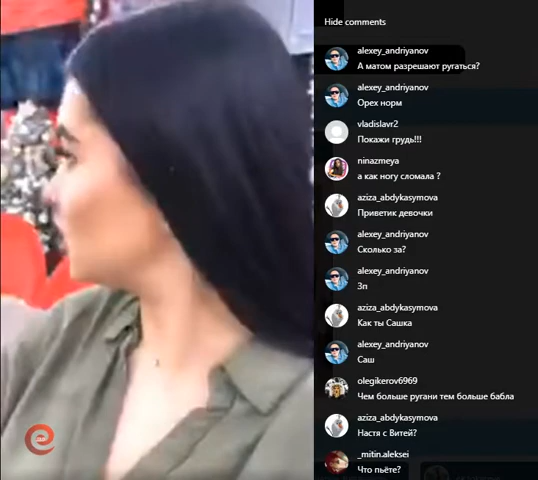 Hide comments
alexey_andriyanov
А матом разрешают ругаться?
alexey_andriyanov
Орех норм
vladislavr2
Покажи грудь!!!
ninazmeya
а как ногу сломала ?
aziza_abdykasymova
Приветик девочки
alexey_andriyanov
Сколько за?
alexey_andriyanov
Зп
aziza_abdykasymova
Как ты Сашка
alexey_andriyanov
Саш
olegikerov6969
Чем больше ругани тем больше бабла
aziza_abdykasymova
Настя с Витей?
_mitin.aleksei
Что пьёте?